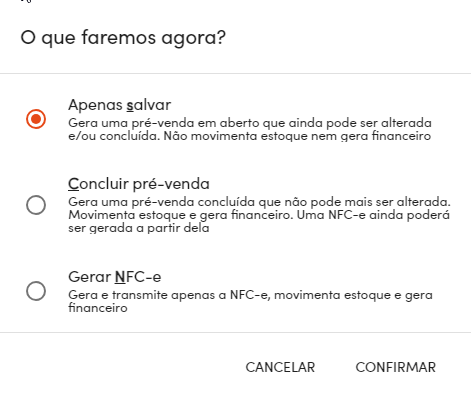 O que faremos agora?
Apenas salvar
Gera uma pré-venda em aberto que ainda pode ser alterada
e/ou concluída. Não movimenta estoque nem gera financeiro
Concluir pré-venda
Gera uma pré-venda concluída que não pode mais ser alterada.
Movimenta estoque e gera financeiro. Uma NFC-e ainda poderá
ser gerada a partir dela
Gerar NFC-e
Gera e transmite apenas a NFC-e, movimenta estoque e gera
financeiro
CANCELAR CONFIRMAR